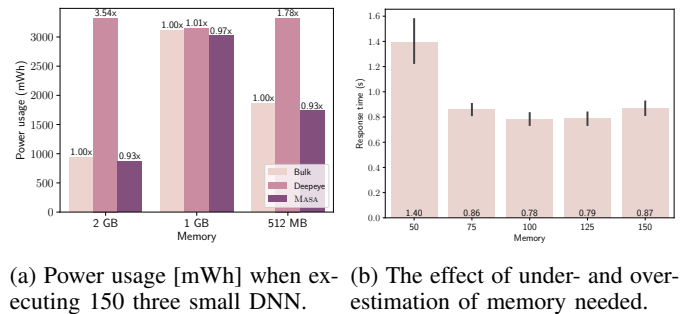 3.54x
1.78x
1.00x
1.01x
0.97x
1.00x
0.93x
1.00x
0.93x
3000
2500
2000
1500
1000
500
0
Power usage (mWh)
Bulk
Deepeye
MASA
2 GB
1 GB
512 MB
Memory
1.6
1.4
1.2
1.0
0.8
0.6
0.4
0.2
0.0
Response time (s)
1.40
0.86
0.78
0.79
0.87
50
75
100
125
150
Memory
(a) Power usage [mWh] when ex-
ecuting 150 three small DNN.
(b) The effect of under- and over-
estimation of memory needed.